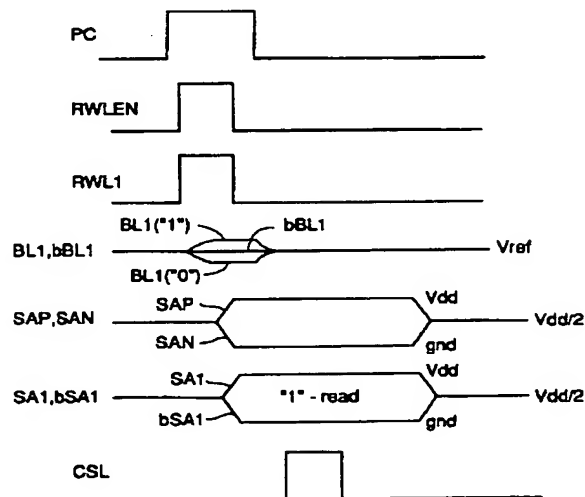 PC
RWLEN
RWL1
BL1("1") bBL1
BL1,bBL1 Vref
BL1("0")
SAP Vdd
SAP,SAN Vdd/2
SAN gnd
SA1 Vdd
SA1,bSA1 "1" - read Vdd/2
bSA1 gnd
CSL